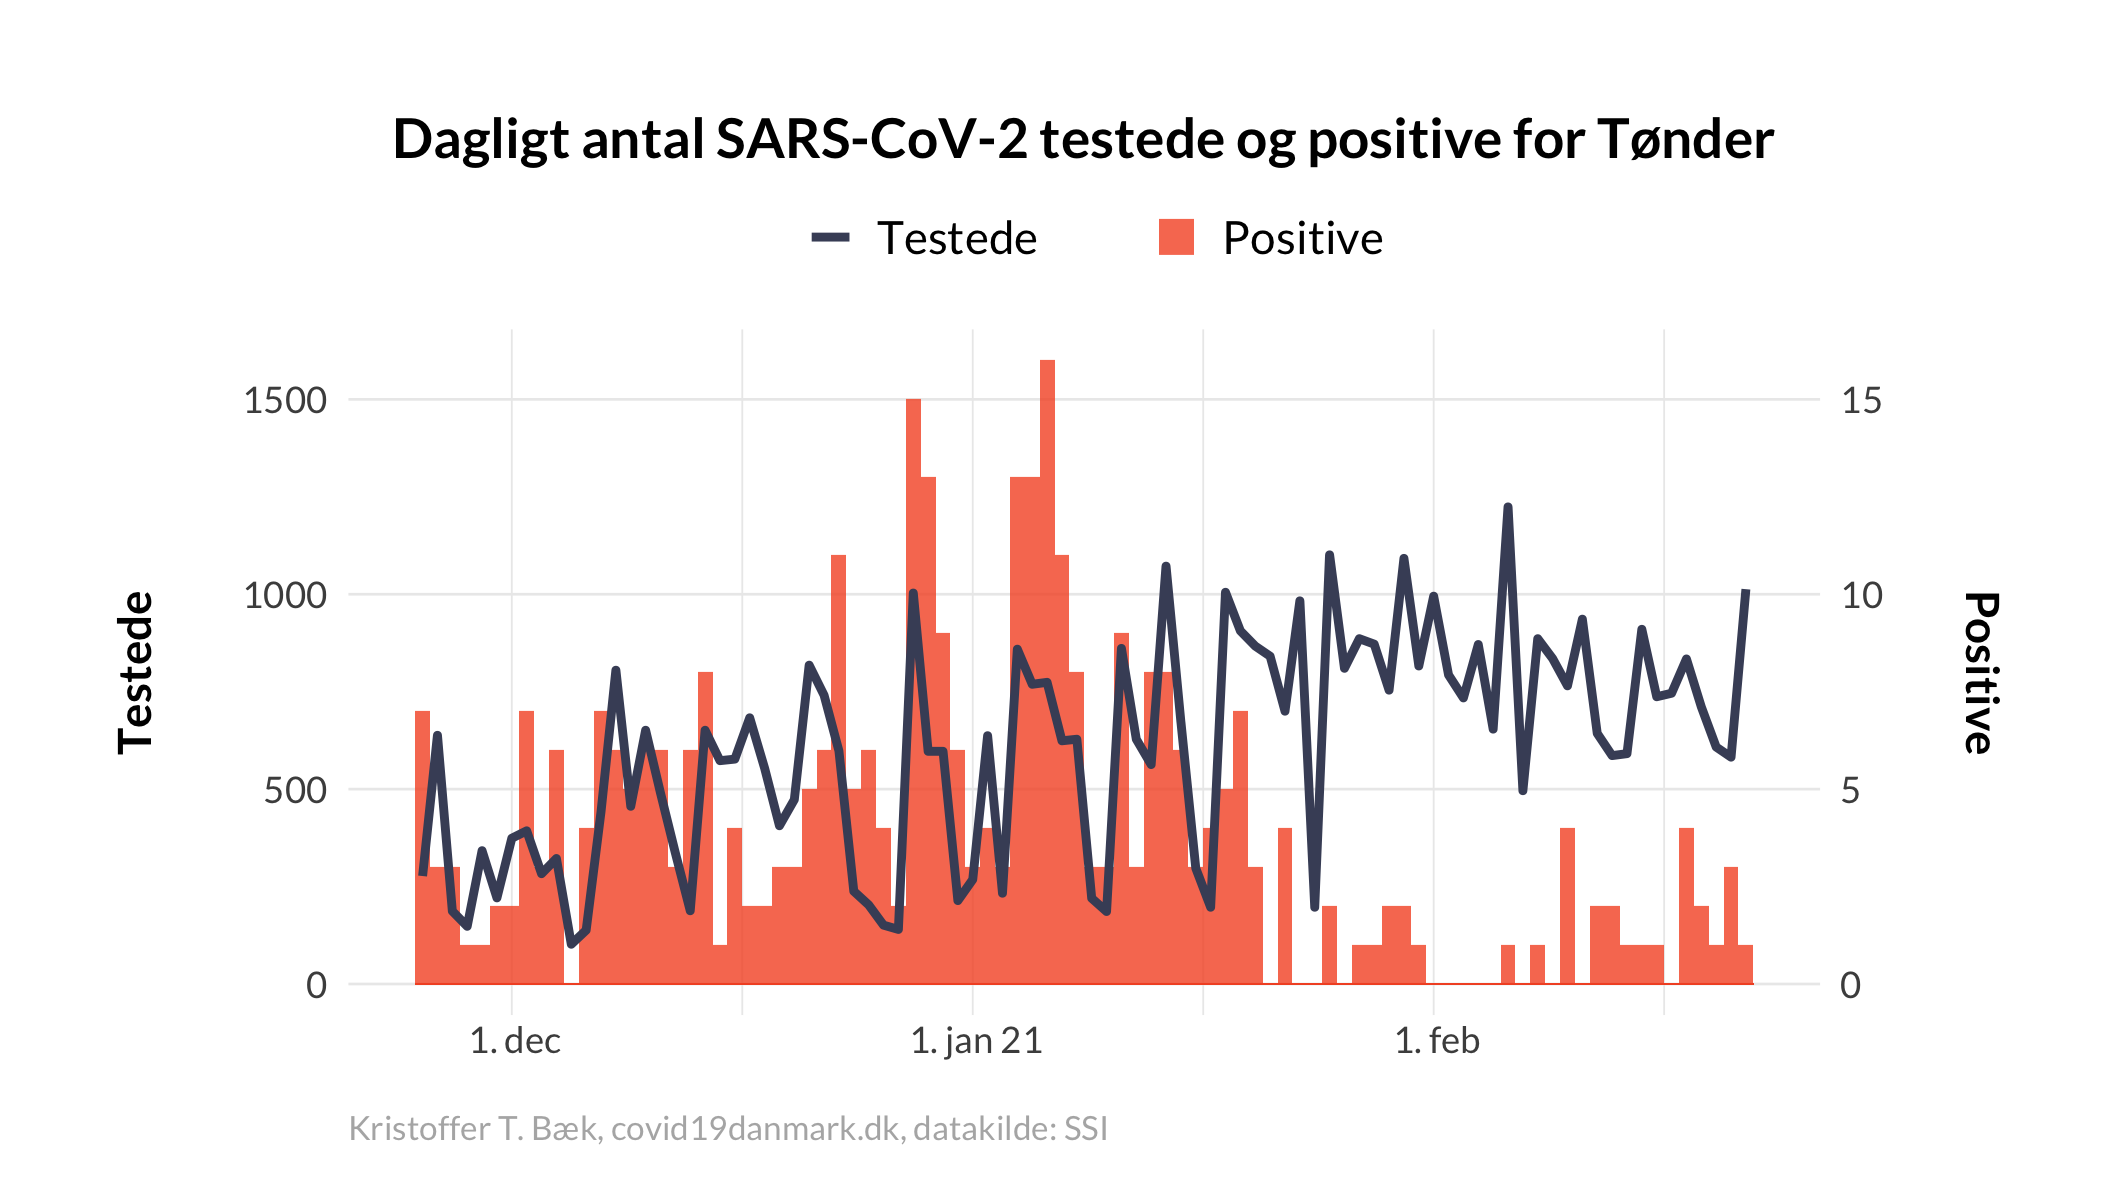 Dagligt antal SARS-CoV-2 testede og positive for Tønder
Testede Positive
1500
1000
500
0
Testede
15
10
5
0
Positive
1. dec 1. jan 21 1. feb
Kristoffer T. Bæk, covid19danmark.dk, datakilde: SSI